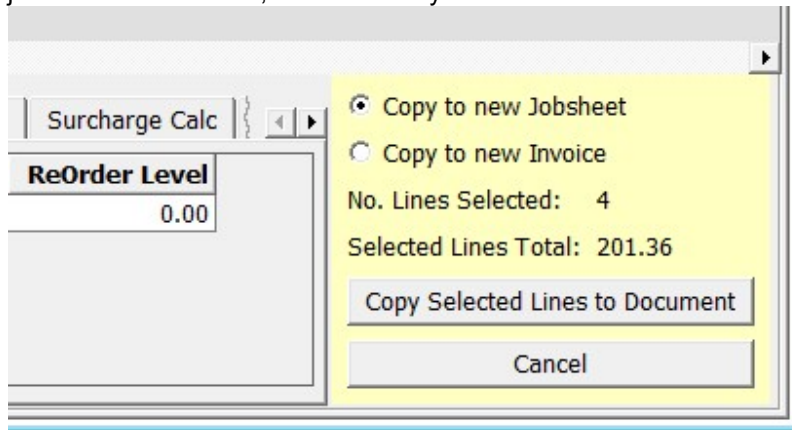 Surcharge Calc
ReOrder Level
0.00
Copy to new Jobsheet
Copy to new Invoice
No. Lines Selected: 4
Selected Lines Total: 201.36
Copy Selected Lines to Document
Cancel